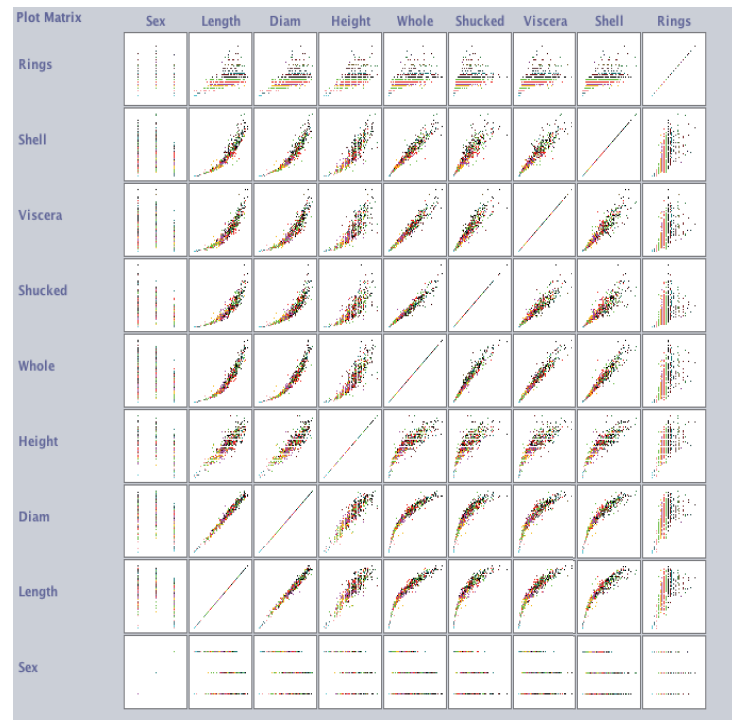 Plot Matrix Sex Length Diam Height Whole Shucked Viscera Shell Rings
Rings
Shell
Viscera
Shucked
Whole
Height
Diam
Length
Sex